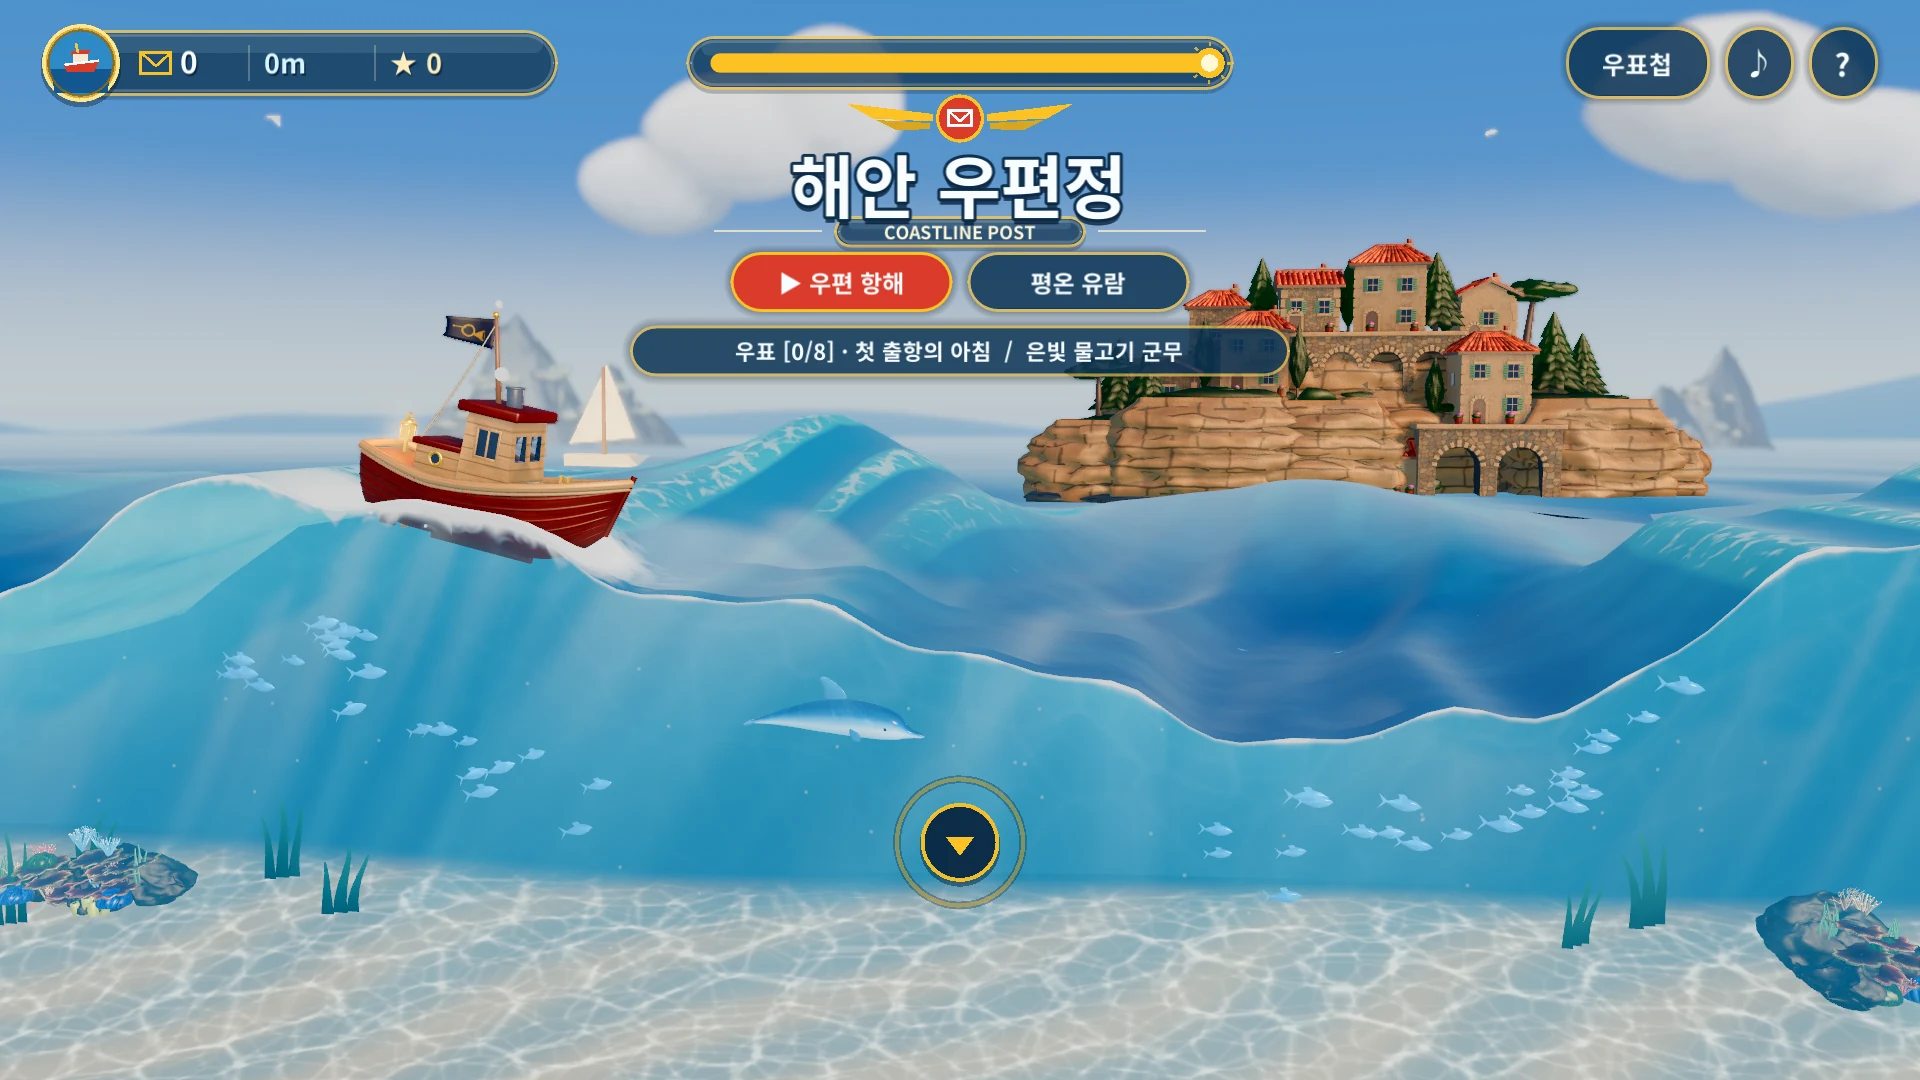 0 0m ★ 0
우표첩 ♪ ?
해안 우편정
COASTLINE POST
▶ 우편 항해
평온 유람
우표 [0/8] · 첫 출항의 아침 / 은빛 물고기 군무